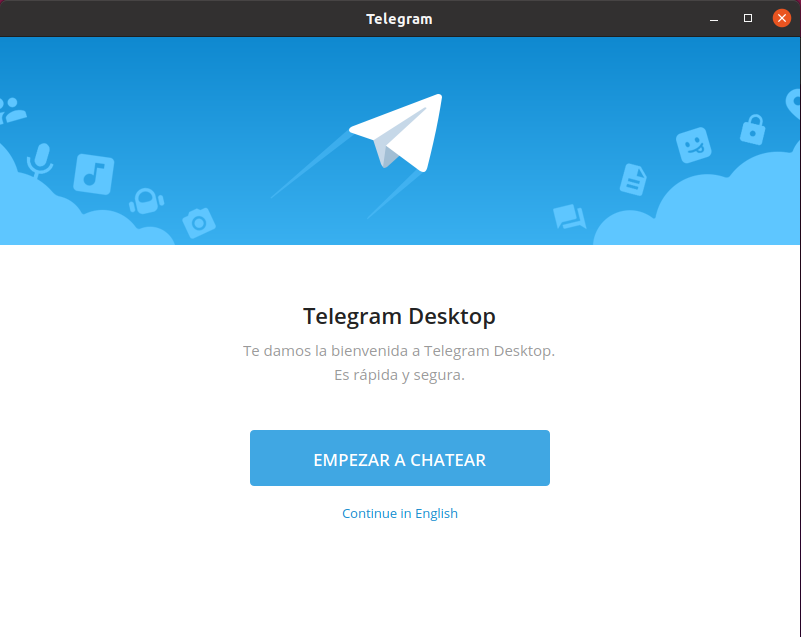 Telegram
Telegram Desktop
Te damos la bienvenida a Telegram Desktop.
Es rápida y segura.
EMPEZAR A CHATEAR
Continue in English